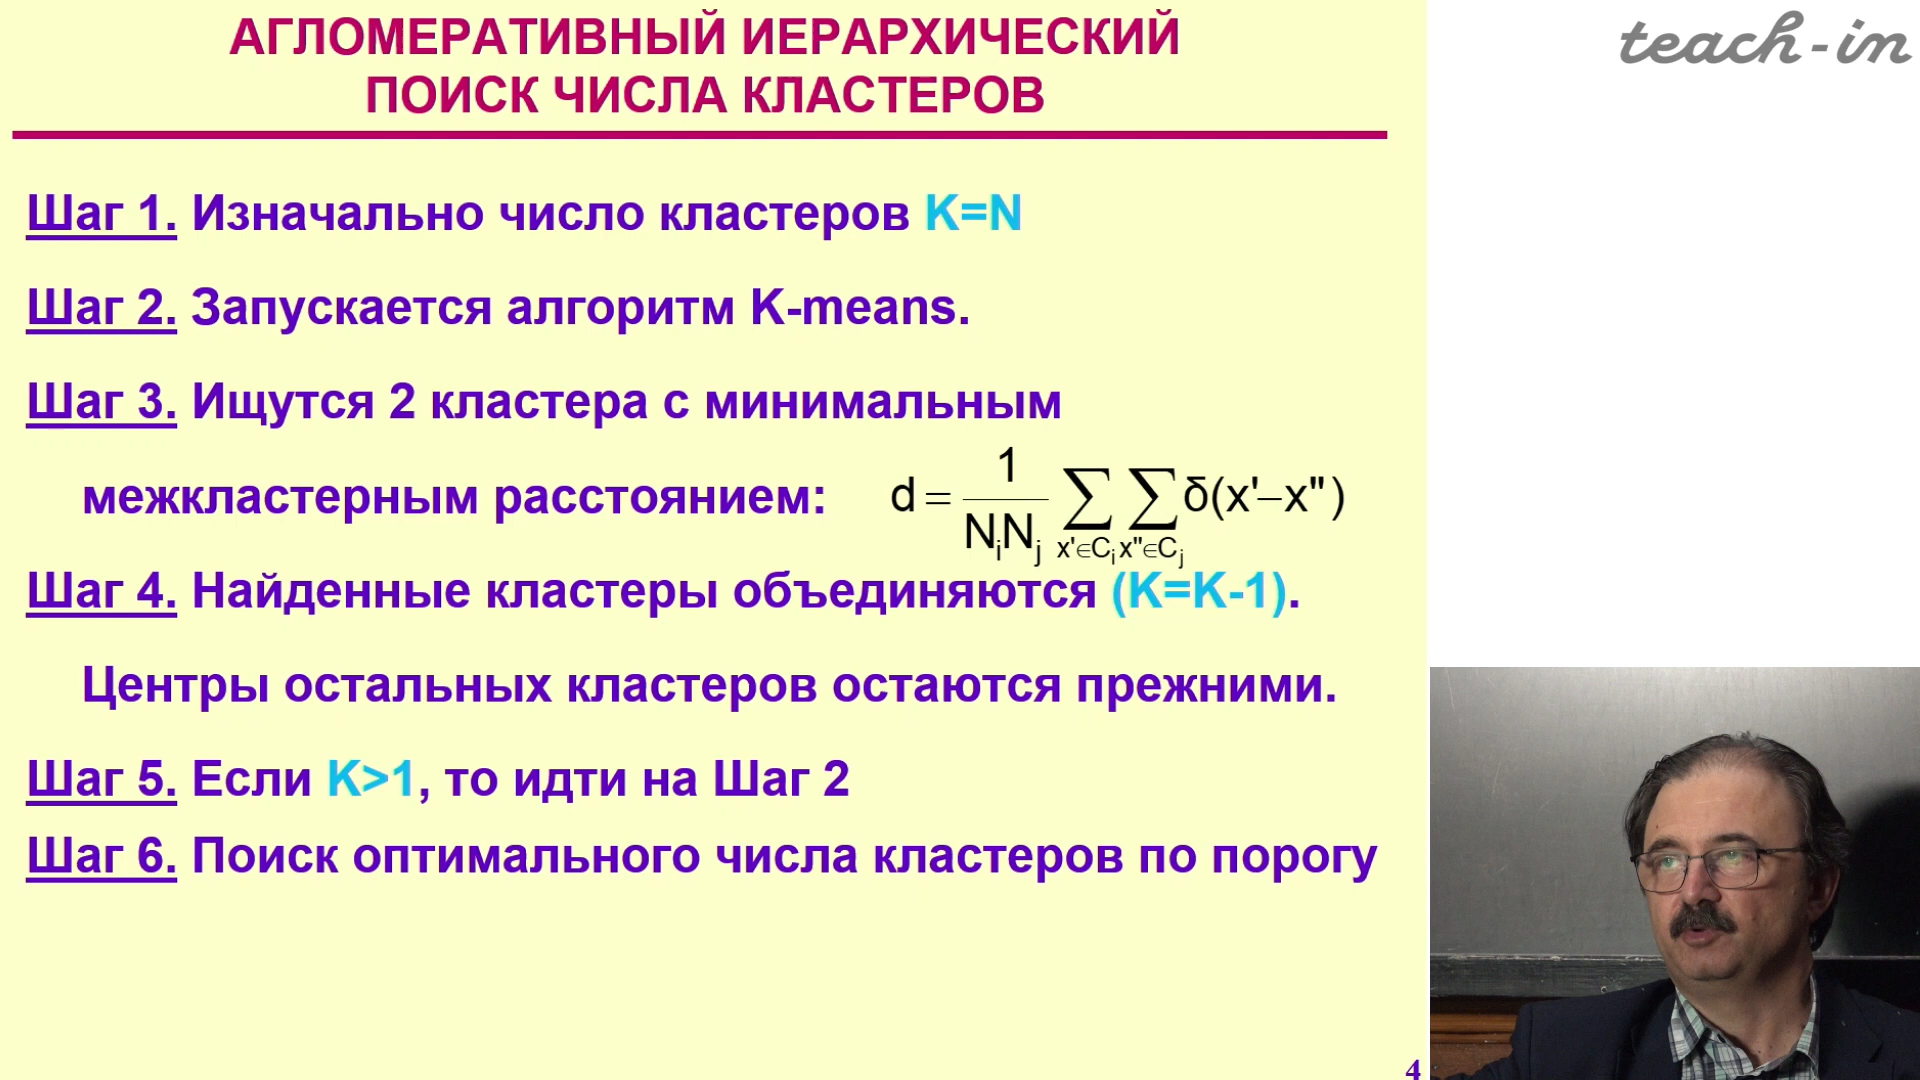 АГЛОМЕРАТИВНЫЙ ИЕРАРХИЧЕСКИЙ
ПОИСК ЧИСЛА КЛАСТЕРОВ
teach-in
Шаг 1. Изначально число кластеров K=N
Шаг 2. Запускается алгоритм K-means.
Шаг 3. Ищутся 2 кластера с минимальным
межкластерным расстоянием: d = 1/(NᵢNⱼ) ∑x'∈Cᵢ ∑x"∈Cⱼ δ(x'–x")
Шаг 4. Найденные кластеры объединяются (K=K-1).
Центры остальных кластеров остаются прежними.
Шаг 5. Если K>1, то идти на Шаг 2
Шаг 6. Поиск оптимального числа кластеров по порогу
4